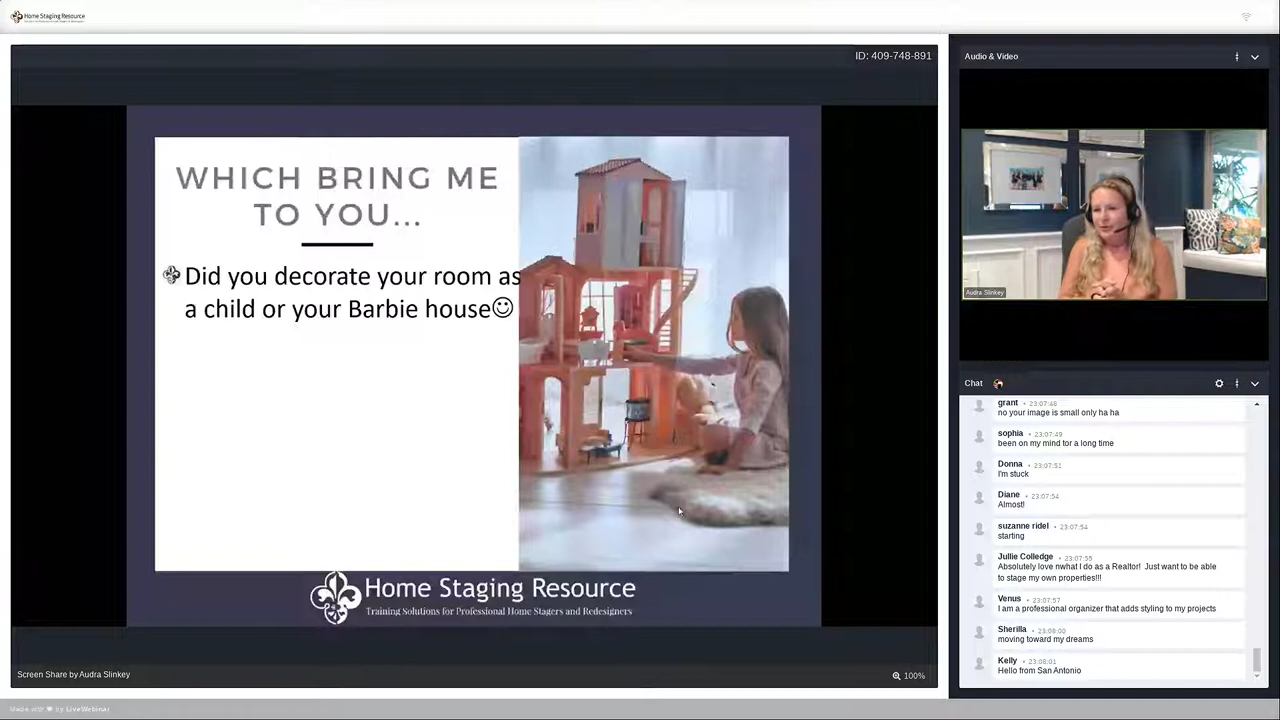 Home Staging Resource
ID: 409-748-891
WHICH BRING ME
TO YOU...
Did you decorate your room as
a child or your Barbie house☺
Home Staging Resource
Training Solutions for Professional Home Stagers and Redesigners
Screen Share by Audra Slinkey
100%
Made with ❤ by LiveWebinar
Audio & Video
Audra Slinkey
Chat
grant • 23:07:48
no your image is small only ha ha
sophia • 23:07:49
been on my mind tor a long time
Donna • 23:07:51
I'm stuck
Diane • 23:07:54
Almost!
suzanne ridel • 23:07:54
starting
Jullie Colledge • 23:07:55
Absolutely love nwhat I do as a Realtor! Just want to be able
to stage my own properties!!!
Venus • 23:07:57
I am a professional organizer that adds styling to my projects
Sherilla • 23:08:00
moving toward my dreams
Kelly • 23:08:01
Hello from San Antonio